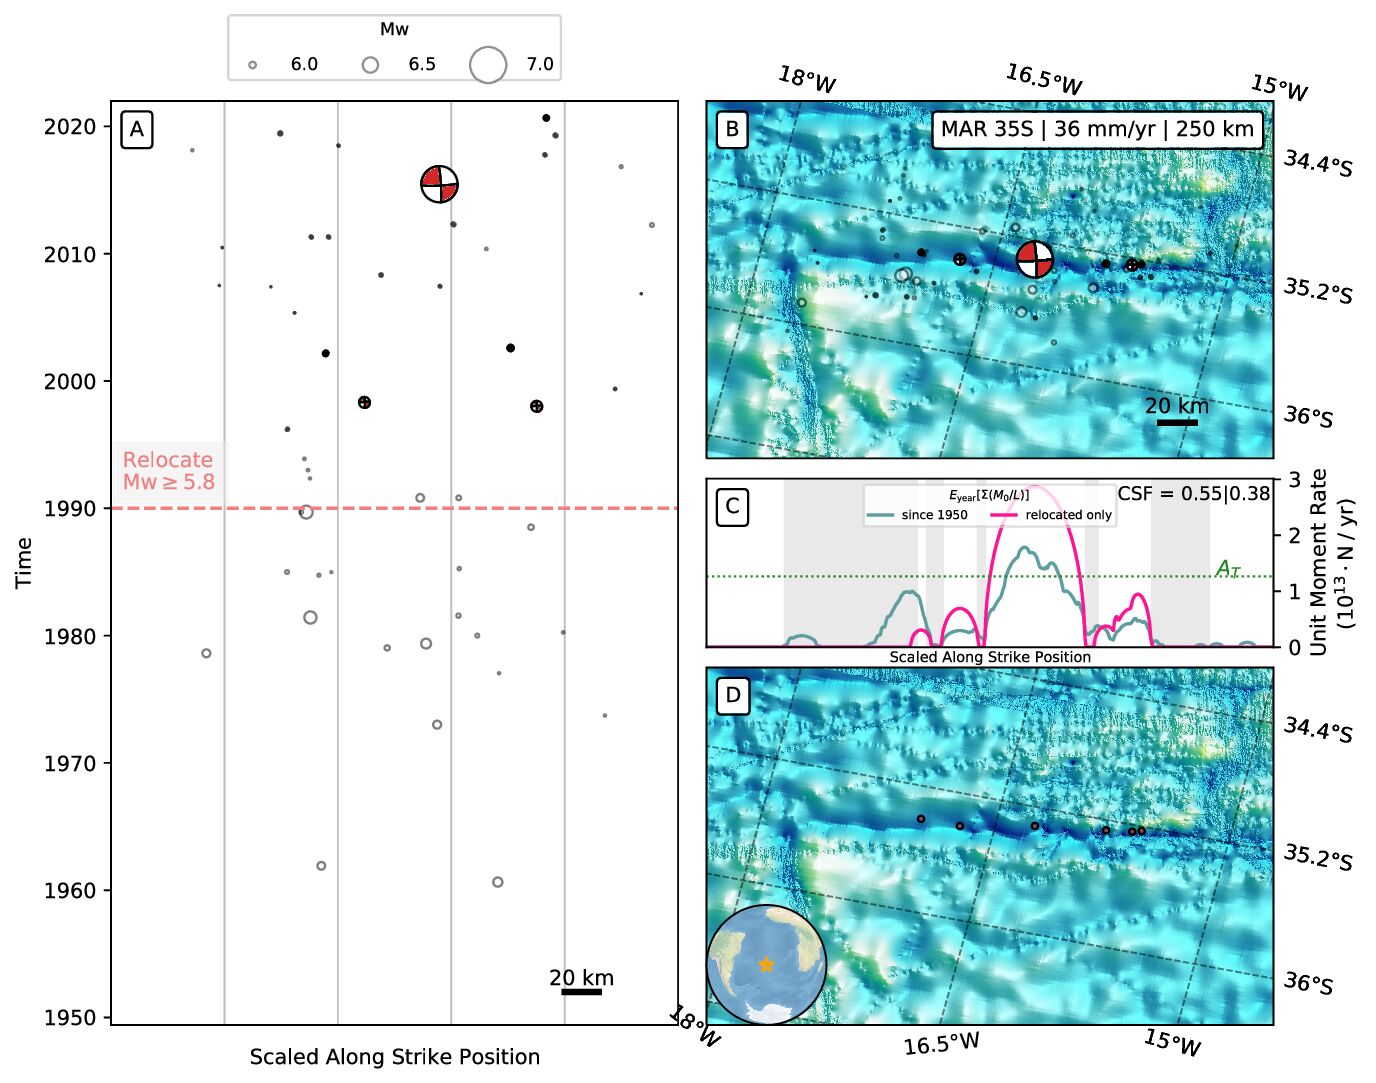 Mw
6.0 6.5 7.0
A
2020
2010
2000
1990
1980
1970
1960
1950
Time
Relocate
Mw ≥ 5.8
20 km
Scaled Along Strike Position
18°W 16.5°W 15°W
B
MAR 35S | 36 mm/yr | 250 km
34.4°S
35.2°S
36°S
20 km
C
E_year[Σ(M₀/L)]
since 1950 relocated only
CSF = 0.55|0.38
A_T
3
2
1
0
Unit Moment Rate
(10¹³ · N / yr)
Scaled Along Strike Position
D
34.4°S
35.2°S
36°S
18°W 16.5°W 15°W